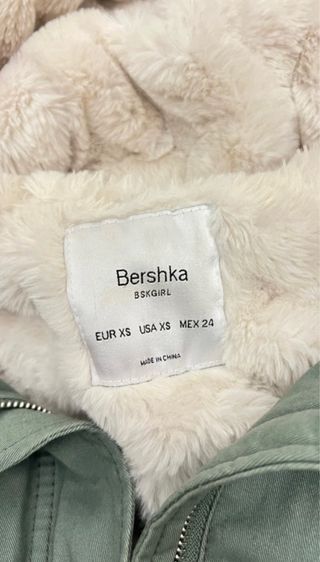 Bershka
BSKGIRL
EUR XS USA XS MEX 24
MADE IN CHINA